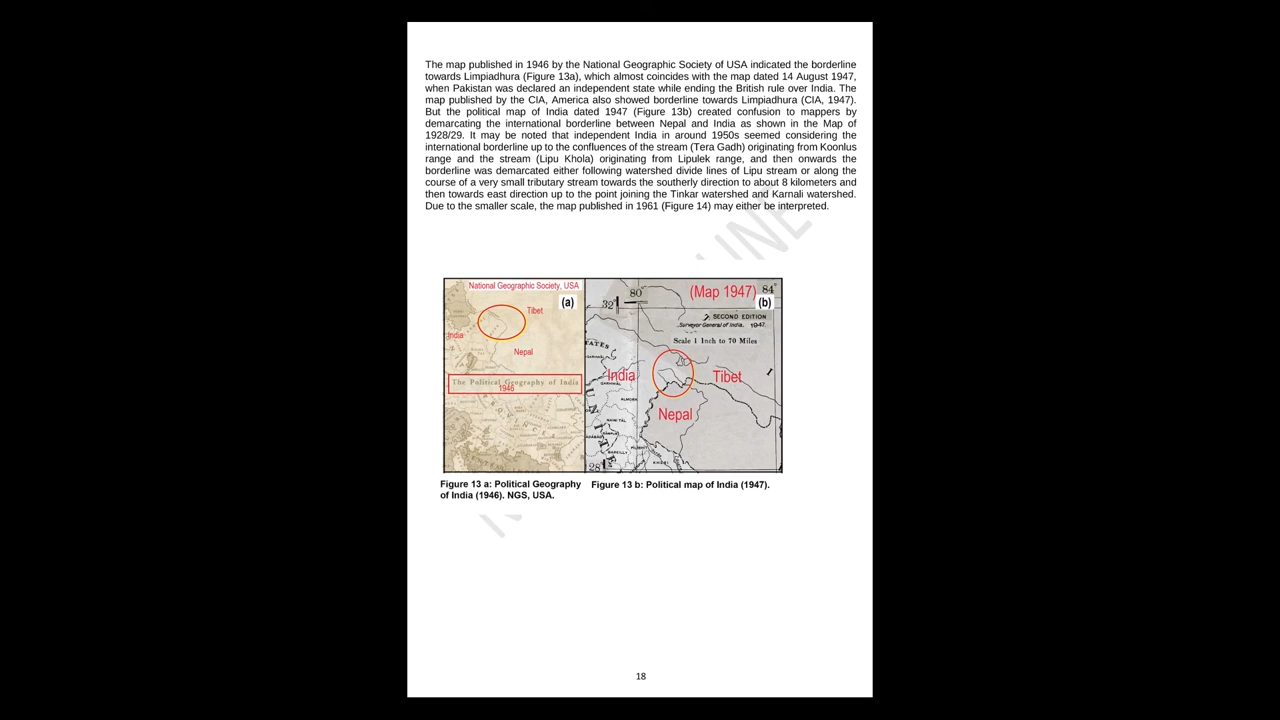 The map published in 1946 by the National Geographic Society of USA indicated the borderline
towards Limpiadhura (Figure 13a), which almost coincides with the map dated 14 August 1947,
when Pakistan was declared an independent state while ending the British rule over India. The
map published by the CIA, America also showed borderline towards Limpiadhura (CIA, 1947).
But the political map of India dated 1947 (Figure 13b) created confusion to mappers by
demarcating the international borderline between Nepal and India as shown in the Map of
1928/29. It may be noted that independent India in around 1950s seemed considering the
international borderline up to the confluences of the stream (Tera Gadh) originating from Koonlus
range and the stream (Lipu Khola) originating from Lipulek range, and then onwards the
borderline was demarcated either following watershed divide lines of Lipu stream or along the
course of a very small tributary stream towards the southerly direction to about 8 kilometers and
then towards east direction up to the point joining the Tinkar watershed and Karnali watershed.
Due to the smaller scale, the map published in 1961 (Figure 14) may either be interpreted.
National Geographic Society, USA
(a)
Tibet
India
Nepal
The Political Geography of India
1946
(Map 1947)
84°
80°
32°
(b)
SECOND EDITION
Surveyor General of India, 1947.
Scale 1 Inch to 70 Miles
TATES
India
Tibet
ALMORA
Nepal
NAINI TAL
RAMPUR
BAREILLY
KHERI
28°
Figure 13 a: Political Geography
of India (1946). NGS, USA.
Figure 13 b: Political map of India (1947).
18